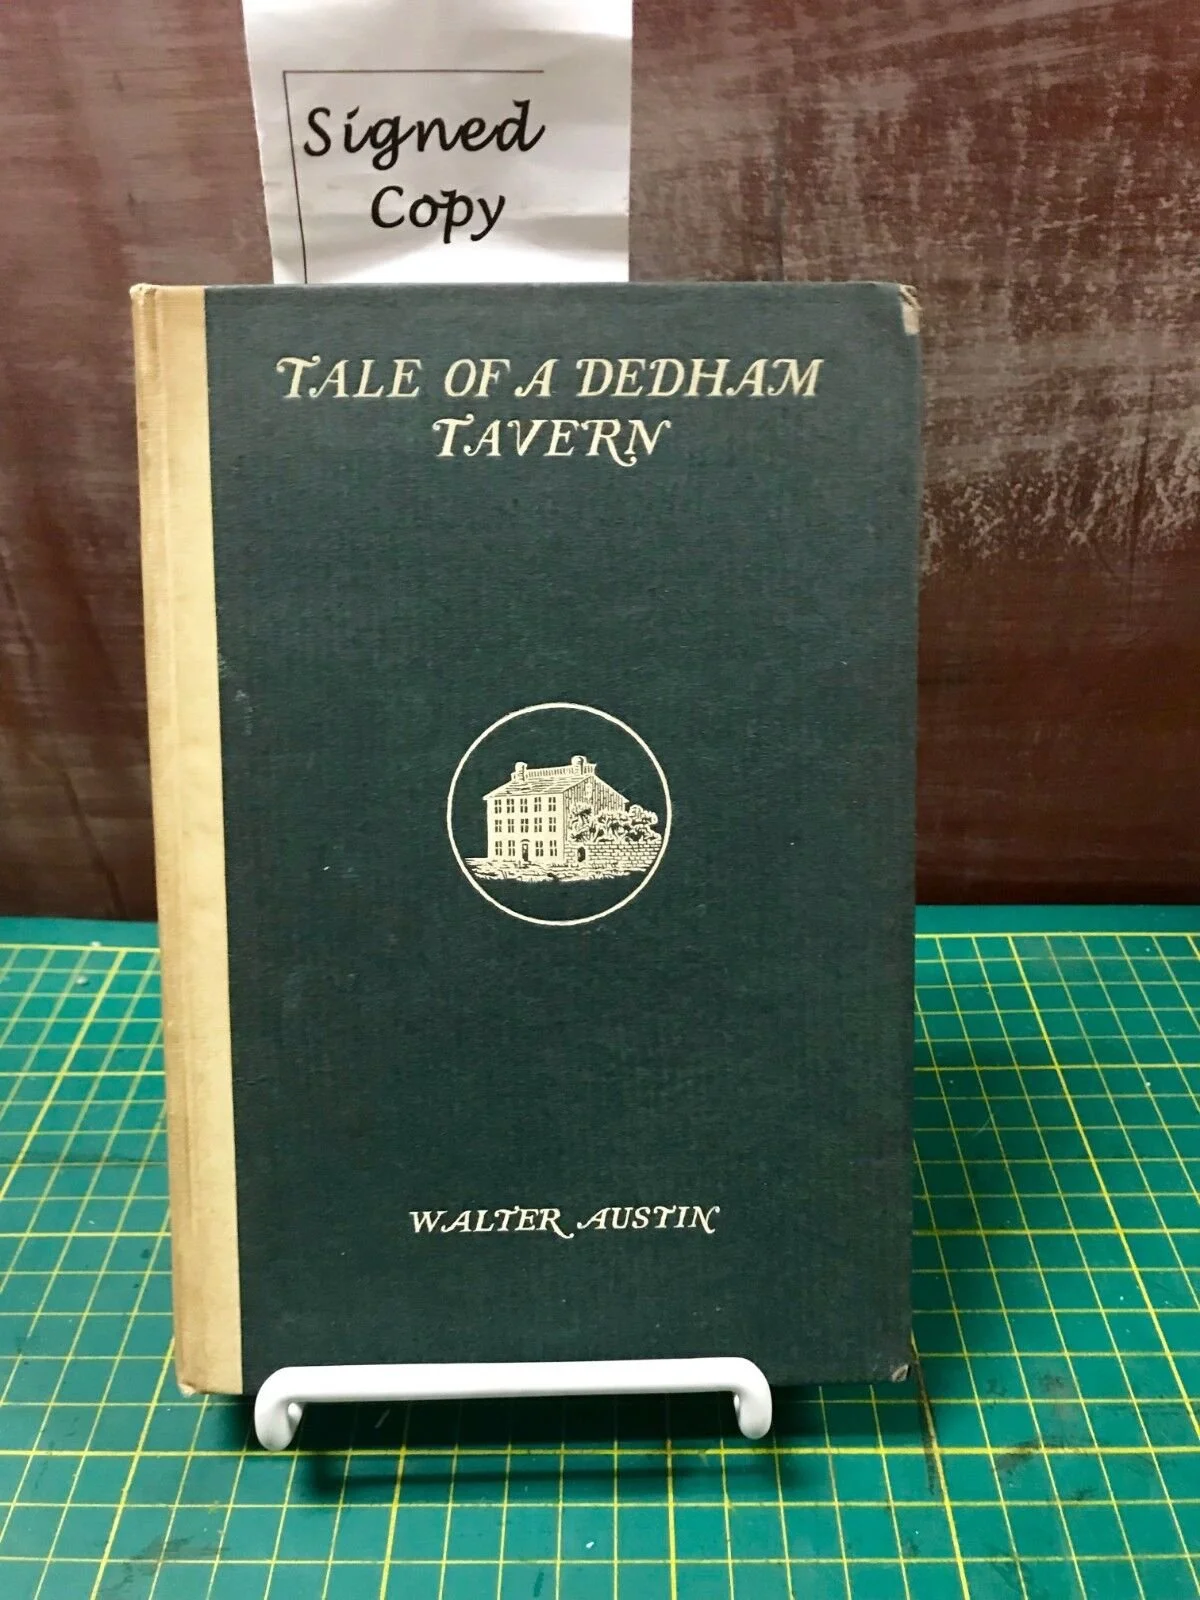 Signed
Copy
TALE OF A DEDHAM
TAVERN
WALTER AUSTIN